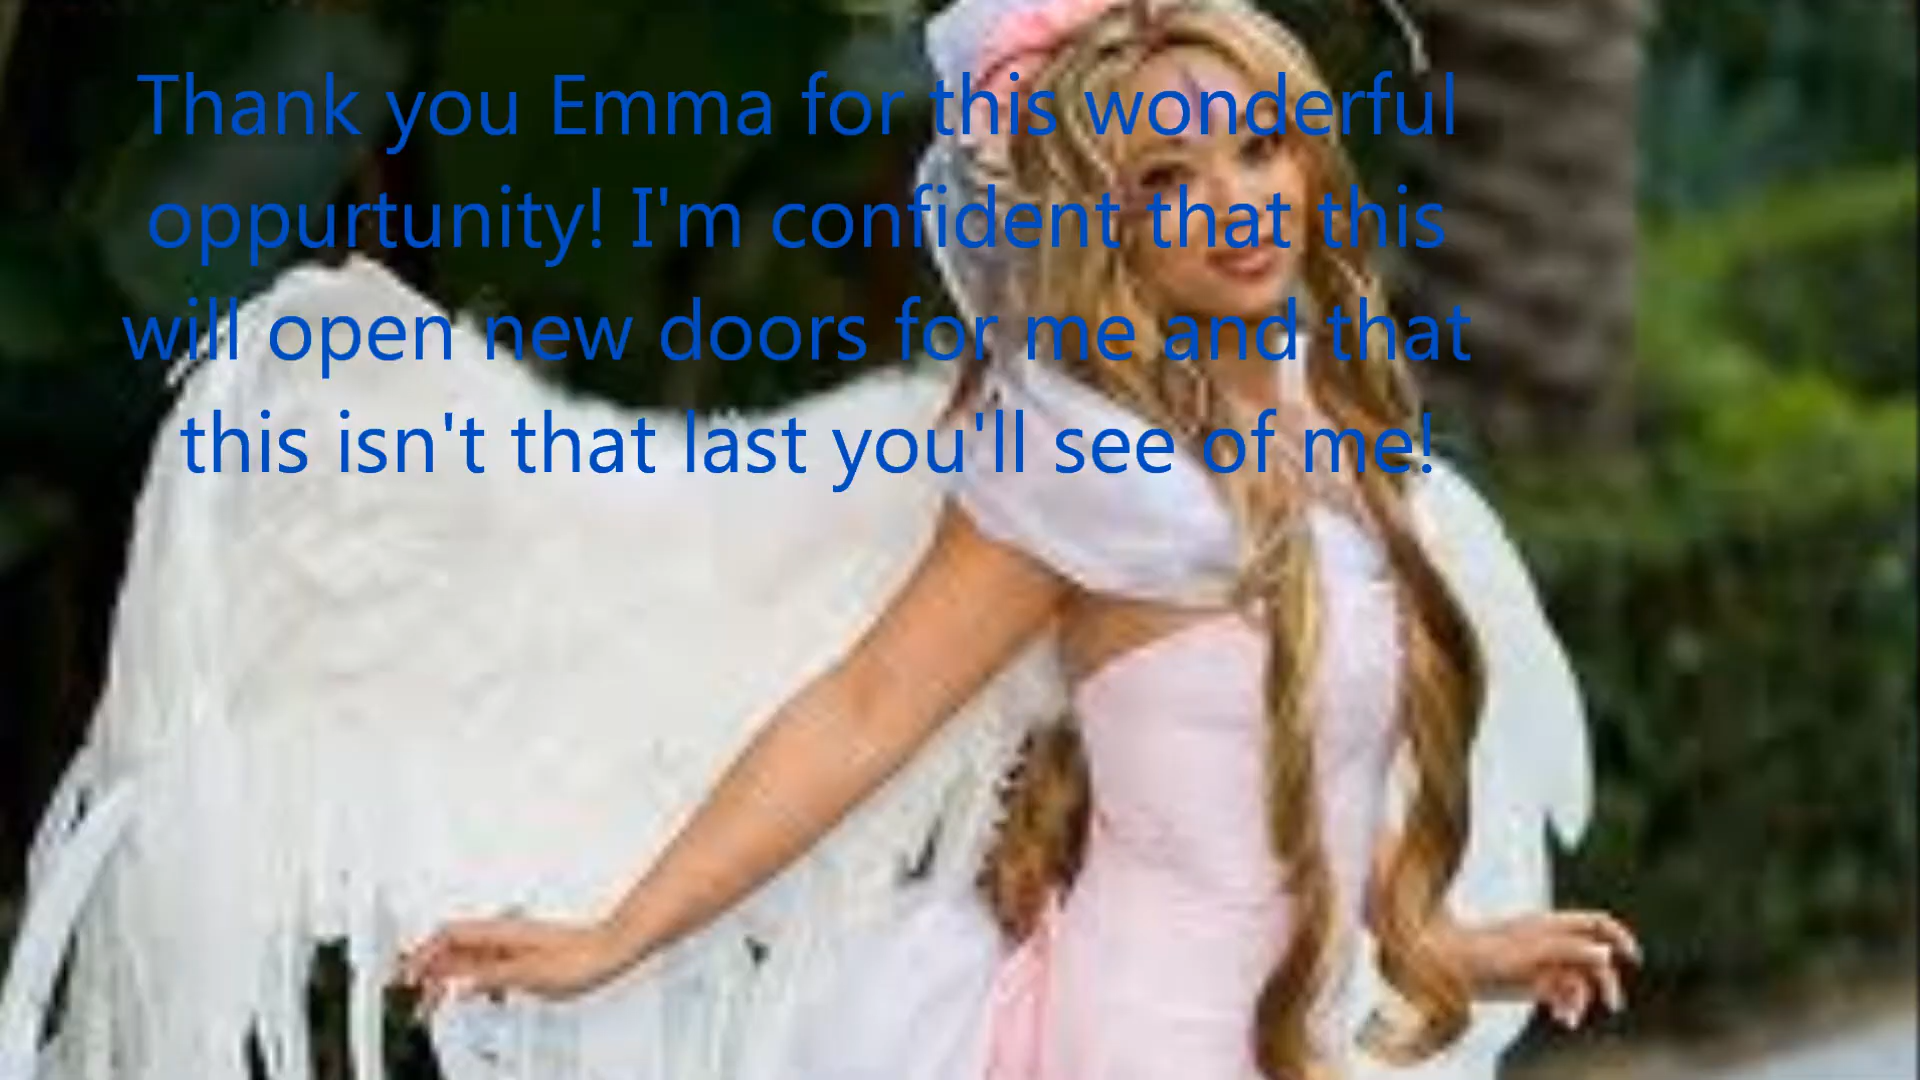 Thank you Emma for this wonderful
oppurtunity! I'm confident that this
will open new doors for me and that
this isn't that last you'll see of me!